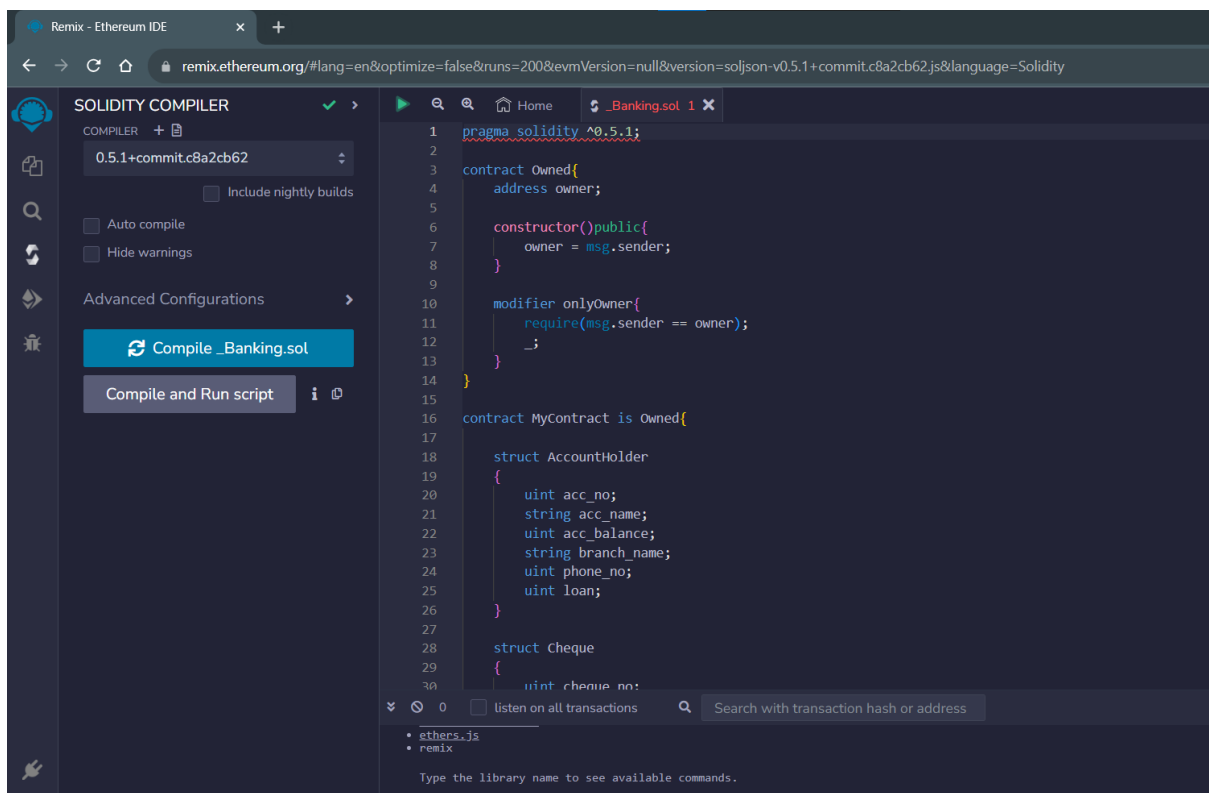 Remix - Ethereum IDE
remix.ethereum.org/#lang=en&optimize=false&runs=200&evmVersion=null&version=soljson-v0.5.1+commit.c8a2cb62.js&language=Solidity
SOLIDITY COMPILER
COMPILER
0.5.1+commit.c8a2cb62
Include nightly builds
Auto compile
Hide warnings
Advanced Configurations
Compile _Banking.sol
Compile and Run script
Home
_Banking.sol 1
1 pragma solidity ^0.5.1;
2
3 contract Owned{
4 address owner;
5
6 constructor()public{
7 owner = msg.sender;
8 }
9
10 modifier onlyOwner{
11 require(msg.sender == owner);
12 _;
13 }
14 }
15
16 contract MyContract is Owned{
17
18 struct AccountHolder
19 {
20 uint acc_no;
21 string acc_name;
22 uint acc_balance;
23 string branch_name;
24 uint phone_no;
25 uint loan;
26 }
27
28 struct Cheque
29 {
30 uint cheque_no;
0
listen on all transactions
Search with transaction hash or address
• ethers.js
• remix
Type the library name to see available commands.